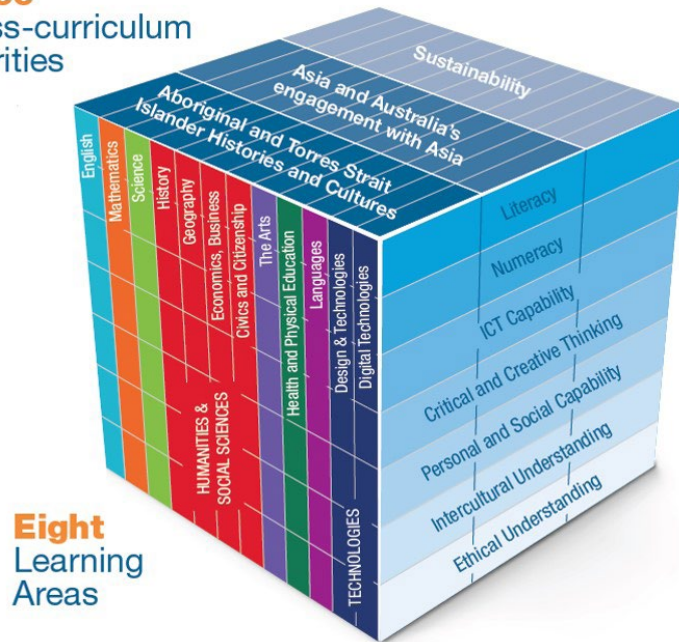 ss-curriculum
rities
Sustainability
Asia and Australia's
engagement with Asia
Aboriginal and Torres Strait
Islander Histories and Cultures
English
Mathematics
Science
History
Geography
Economics, Business
Civics and Citizenship
HUMANITIES &
SOCIAL SCIENCES
The Arts
Health and Physical Education
Languages
Design & Technologies
Digital Technologies
TECHNOLOGIES
Literacy
Numeracy
ICT Capability
Critical and Creative Thinking
Personal and Social Capability
Intercultural Understanding
Ethical Understanding
Eight
Learning
Areas